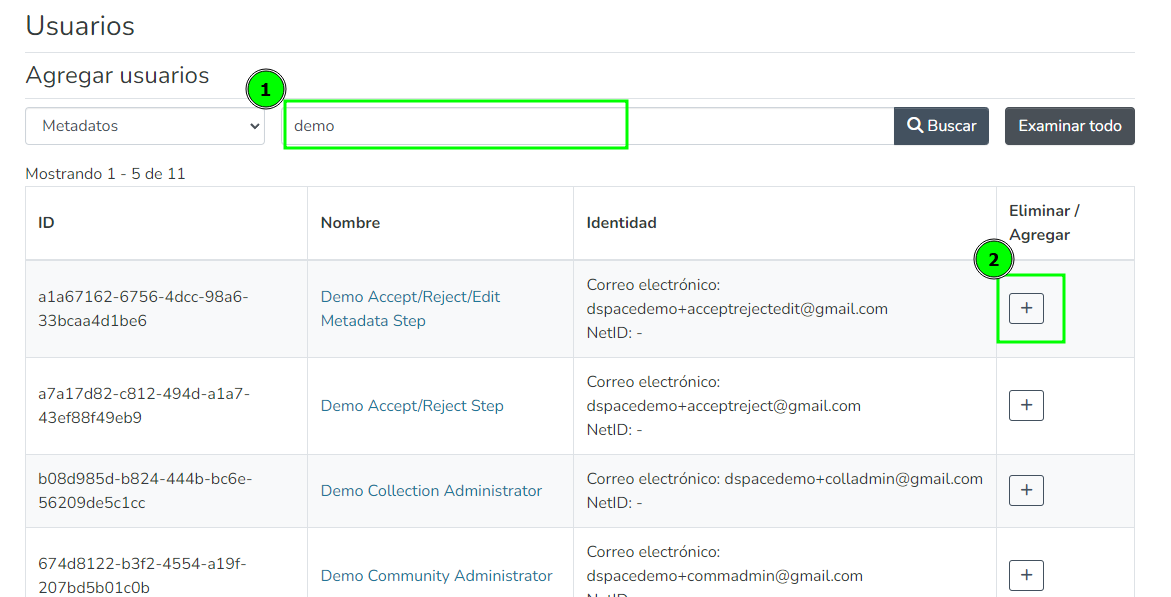 Usuarios
Agregar usuarios
1
Metadatos
demo
Buscar
Examinar todo
Mostrando 1 - 5 de 11
ID
Nombre
Identidad
Eliminar /
Agregar
2
a1a67162-6756-4dcc-98a6-
33bcaa4d1be6
Demo Accept/Reject/Edit
Metadata Step
Correo electrónico:
dspacedemo+acceptrejectedit@gmail.com
NetID: -
+
a7a17d82-c812-494d-a1a7-
43ef88f49eb9
Demo Accept/Reject Step
Correo electrónico:
dspacedemo+acceptreject@gmail.com
NetID: -
+
b08d985d-b824-444b-bc6e-
56209de5c1cc
Demo Collection Administrator
Correo electrónico: dspacedemo+colladmin@gmail.com
NetID: -
+
674d8122-b3f2-4554-a19f-
207bd5b01c0b
Demo Community Administrator
Correo electrónico:
dspacedemo+commadmin@gmail.com
+